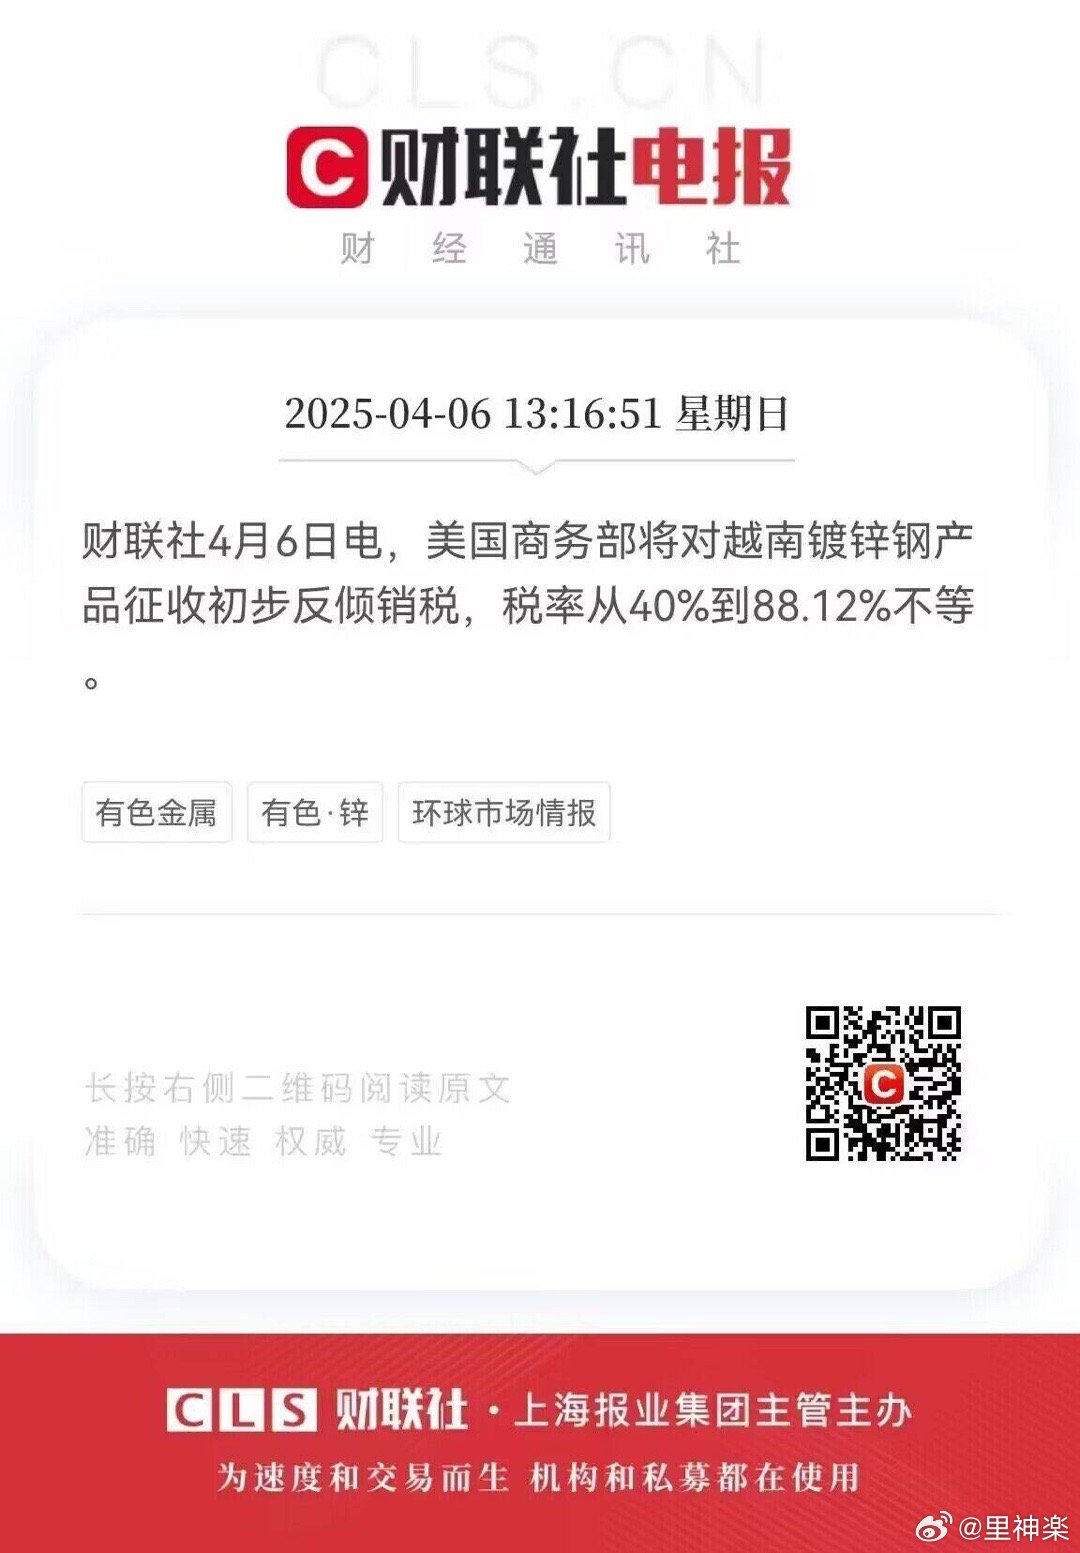 CLS.CN
C 财联社电报
财经通讯社
2025-04-06 13:16:51 星期日
财联社4月6日电，美国商务部将对越南镀锌钢产
品征收初步反倾销税，税率从40%到88.12%不等
。
有色金属 有色·锌 环球市场情报
长按右侧二维码阅读原文
准确 快速 权威 专业
C
CLS 财联社·上海报业集团主管主办
为速度和交易而生 机构和私募都在使用
@里神楽